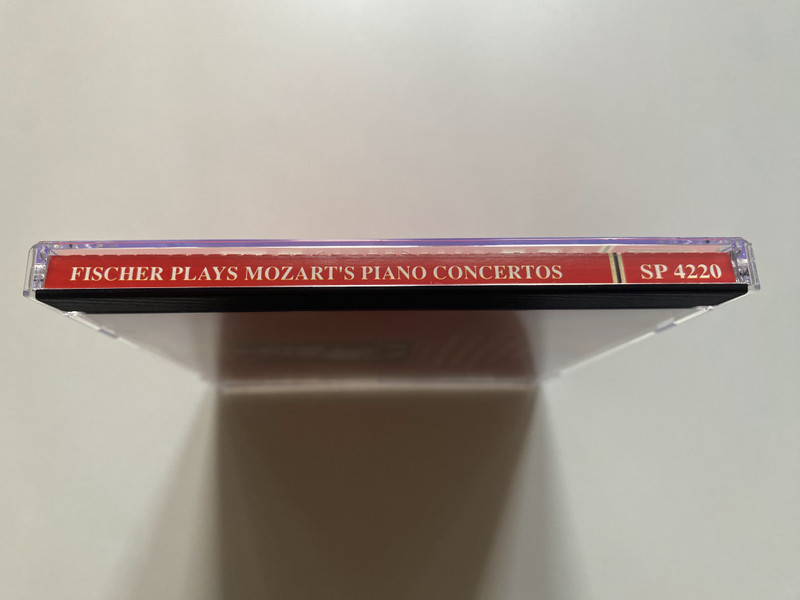 FISCHER PLAYS MOZART'S PIANO CONCERTOS SP 4220